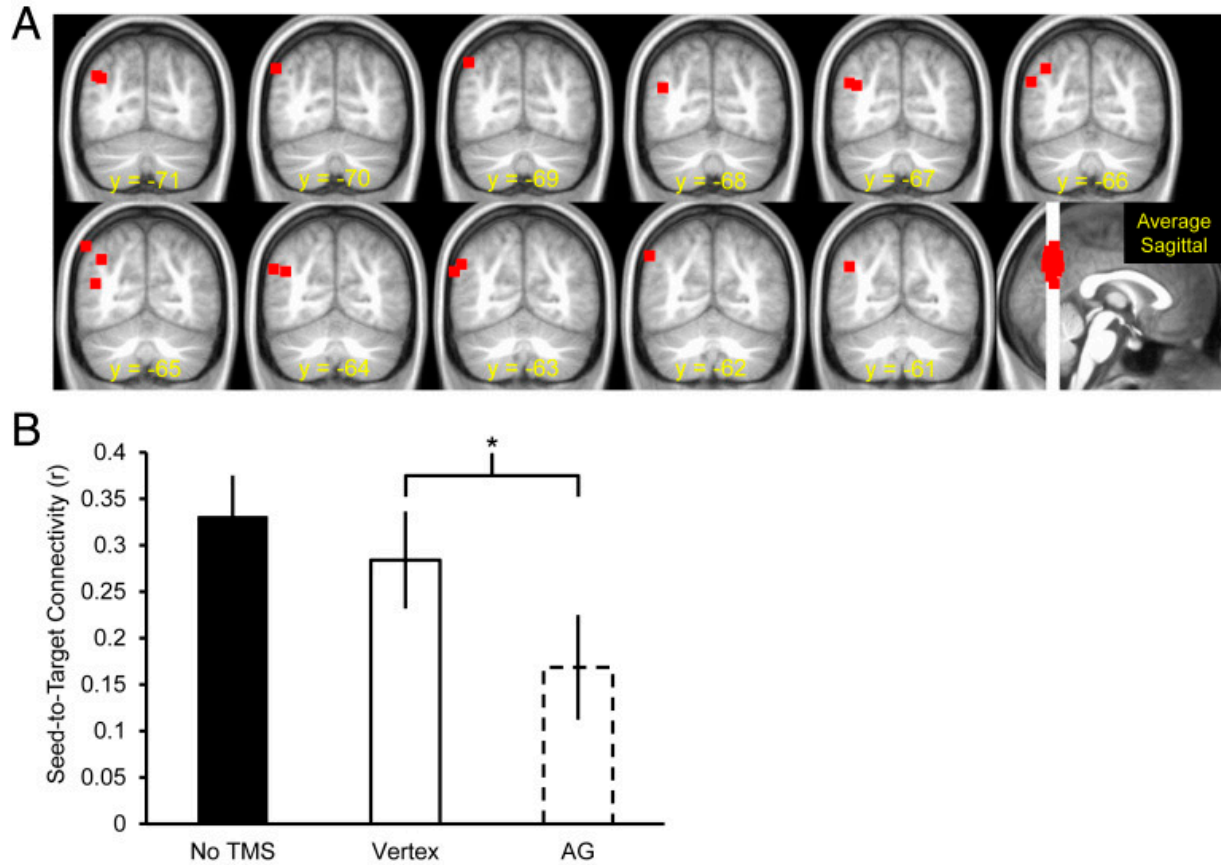 A
y = -71 y = -70 y = -69 y = -68 y = -67 y = -66
Average
Sagittal
y = -65 y = -64 y = -63 y = -62 y = -61
B
Seed-to-Target Connectivity (r)
0.4
0.35
0.3
0.25
0.2
0.15
0.1
0.05
0
*
No TMS Vertex AG